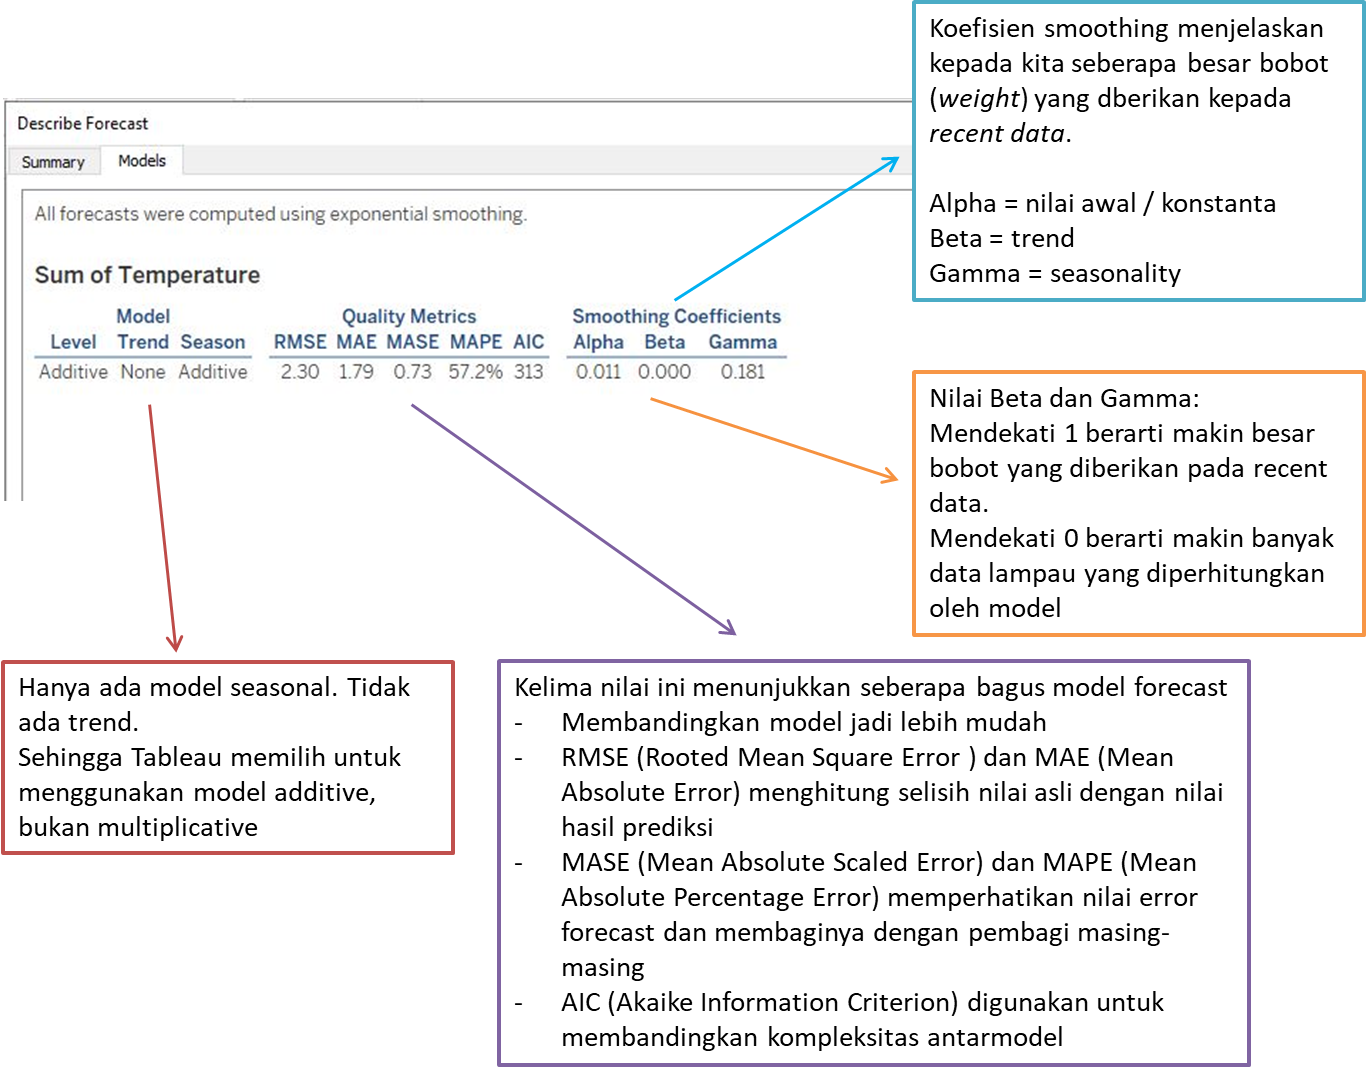 Koefisien smoothing menjelaskan
kepada kita seberapa besar bobot
(weight) yang dberikan kepada
recent data.
Alpha = nilai awal / konstanta
Beta = trend
Gamma = seasonality
Describe Forecast
Summary Models
All forecasts were computed using exponential smoothing.
Sum of Temperature
Model Quality Metrics Smoothing Coefficients
Level Trend Season RMSE MAE MASE MAPE AIC Alpha Beta Gamma
Additive None Additive 2.30 1.79 0.73 57.2% 313 0.011 0.000 0.181
Nilai Beta dan Gamma:
Mendekati 1 berarti makin besar
bobot yang diberikan pada recent
data.
Mendekati 0 berarti makin banyak
data lampau yang diperhitungkan
oleh model
Hanya ada model seasonal. Tidak
ada trend.
Sehingga Tableau memilih untuk
menggunakan model additive,
bukan multiplicative
Kelima nilai ini menunjukkan seberapa bagus model forecast
- Membandingkan model jadi lebih mudah
- RMSE (Rooted Mean Square Error ) dan MAE (Mean
Absolute Error) menghitung selisih nilai asli dengan nilai
hasil prediksi
- MASE (Mean Absolute Scaled Error) dan MAPE (Mean
Absolute Percentage Error) memperhatikan nilai error
forecast dan membaginya dengan pembagi masing-
masing
- AIC (Akaike Information Criterion) digunakan untuk
membandingkan kompleksitas antarmodel